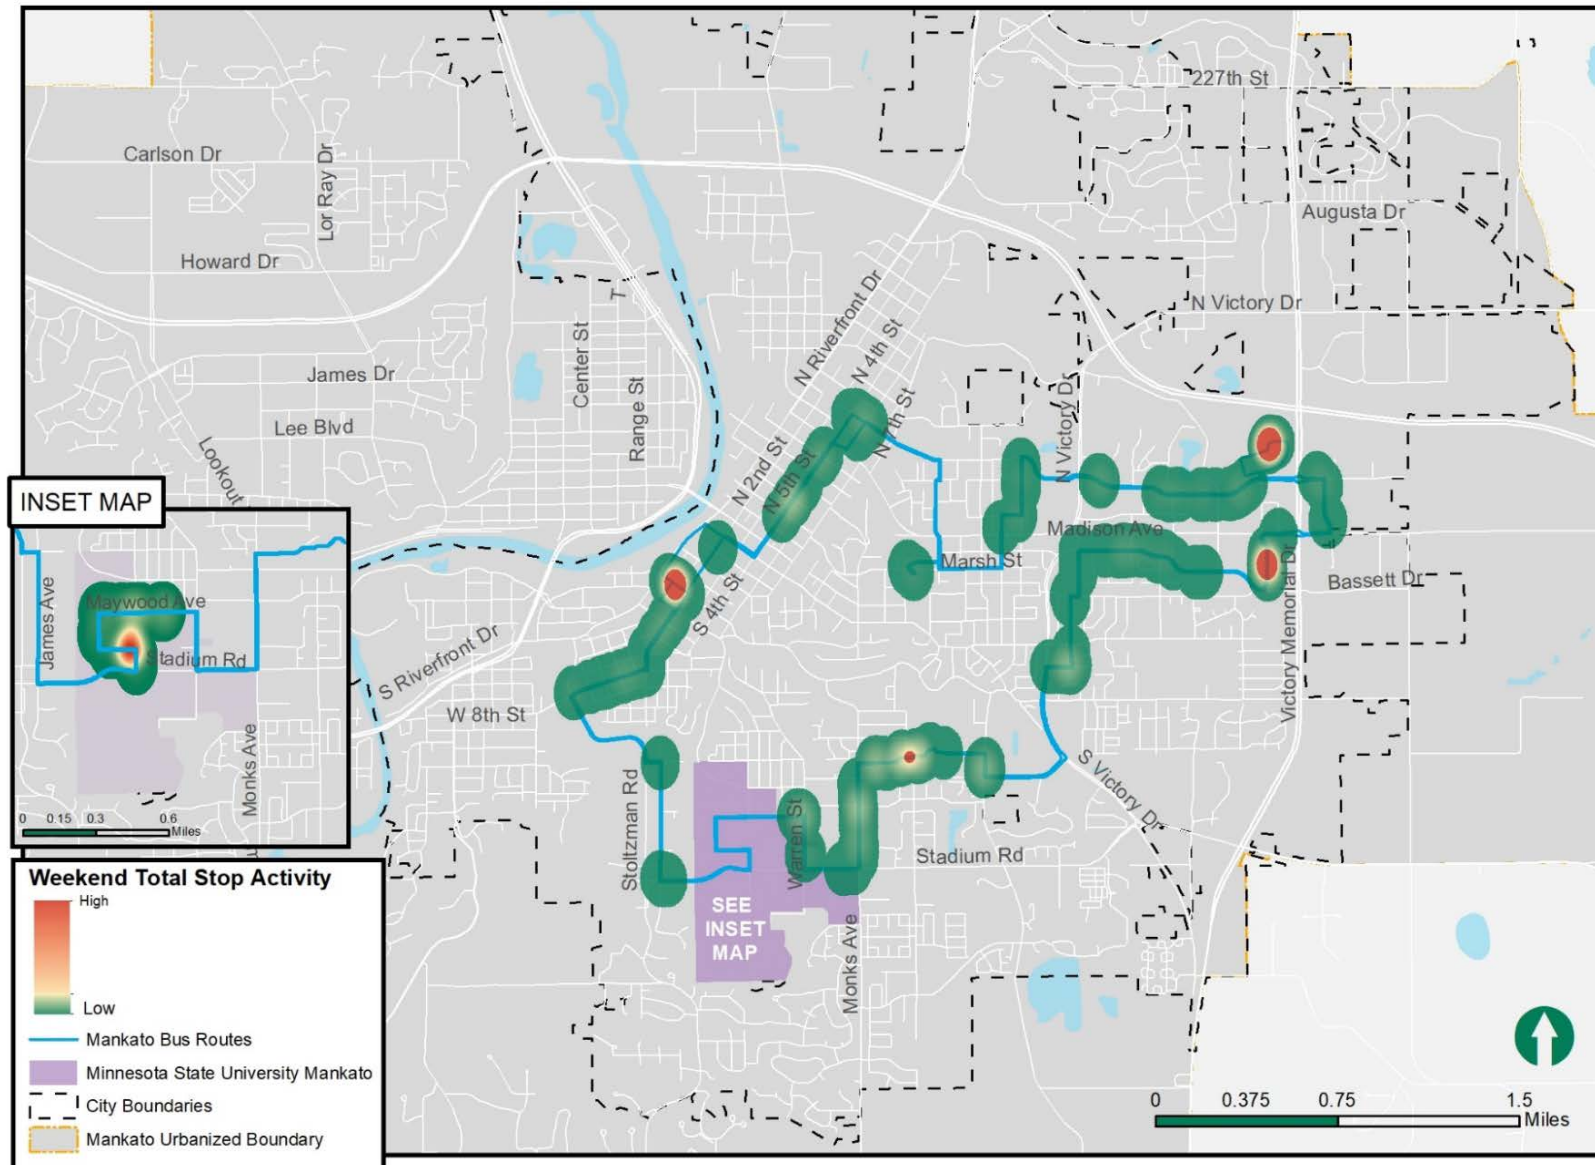 227th St
Carlson Dr
Lor Ray Dr
Augusta Dr
Howard Dr
T
N Riverfront Dr
N Victory Dr
N 4th St
Center St
James Dr
Range St
N 7th St
N Victory Dr
Lee Blvd
Lookout
N 2nd St
N 5th St
Madison Ave
Marsh St
Bassett Dr
S 4th St
S Riverfront Dr
Victory Memorial Dr
W 8th St
S Victory Dr
Stoltzman Rd
Warren St
Stadium Rd
SEE
INSET
MAP
Monks Ave
INSET MAP
James Ave
Maywood Ave
Stadium Rd
Monks Ave
0 0.15 0.3 0.6
Miles
Weekend Total Stop Activity
High
Low
Mankato Bus Routes
Minnesota State University Mankato
City Boundaries
Mankato Urbanized Boundary
0 0.375 0.75 1.5
Miles